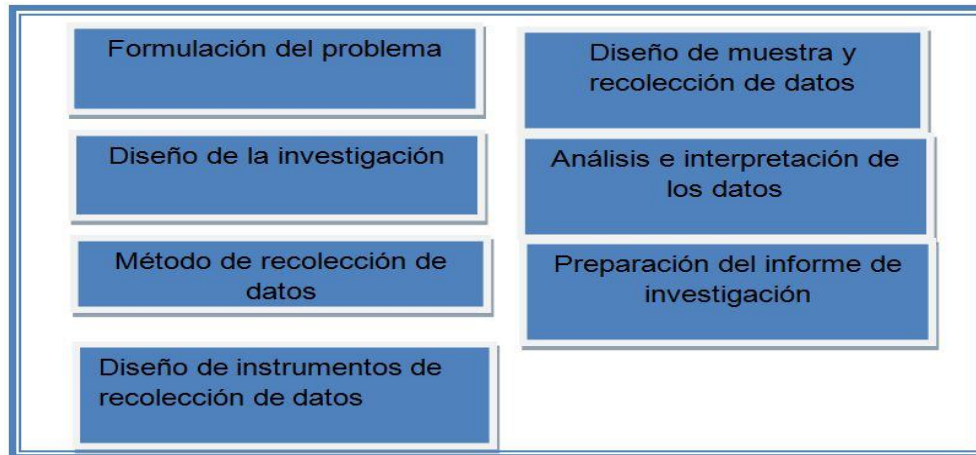 Formulación del problema
Diseño de la investigación
Método de recolección de
datos
Diseño de instrumentos de
recolección de datos
Diseño de muestra y
recolección de datos
Análisis e interpretación de
los datos
Preparación del informe de
investigación